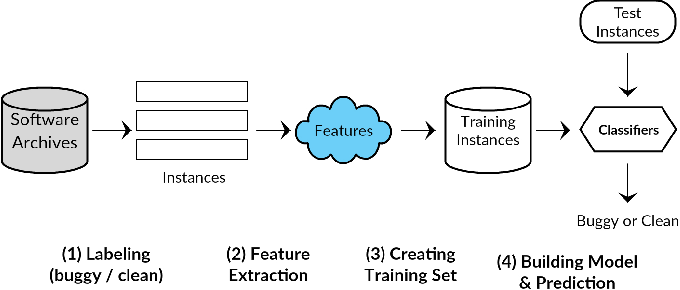 Test
Instances
Software
Archives
Features
Training
Instances
Classifiers
Instances
Buggy or Clean
(1) Labeling
(buggy / clean)
(2) Feature
Extraction
(3) Creating
Training Set
(4) Building Model
& Prediction